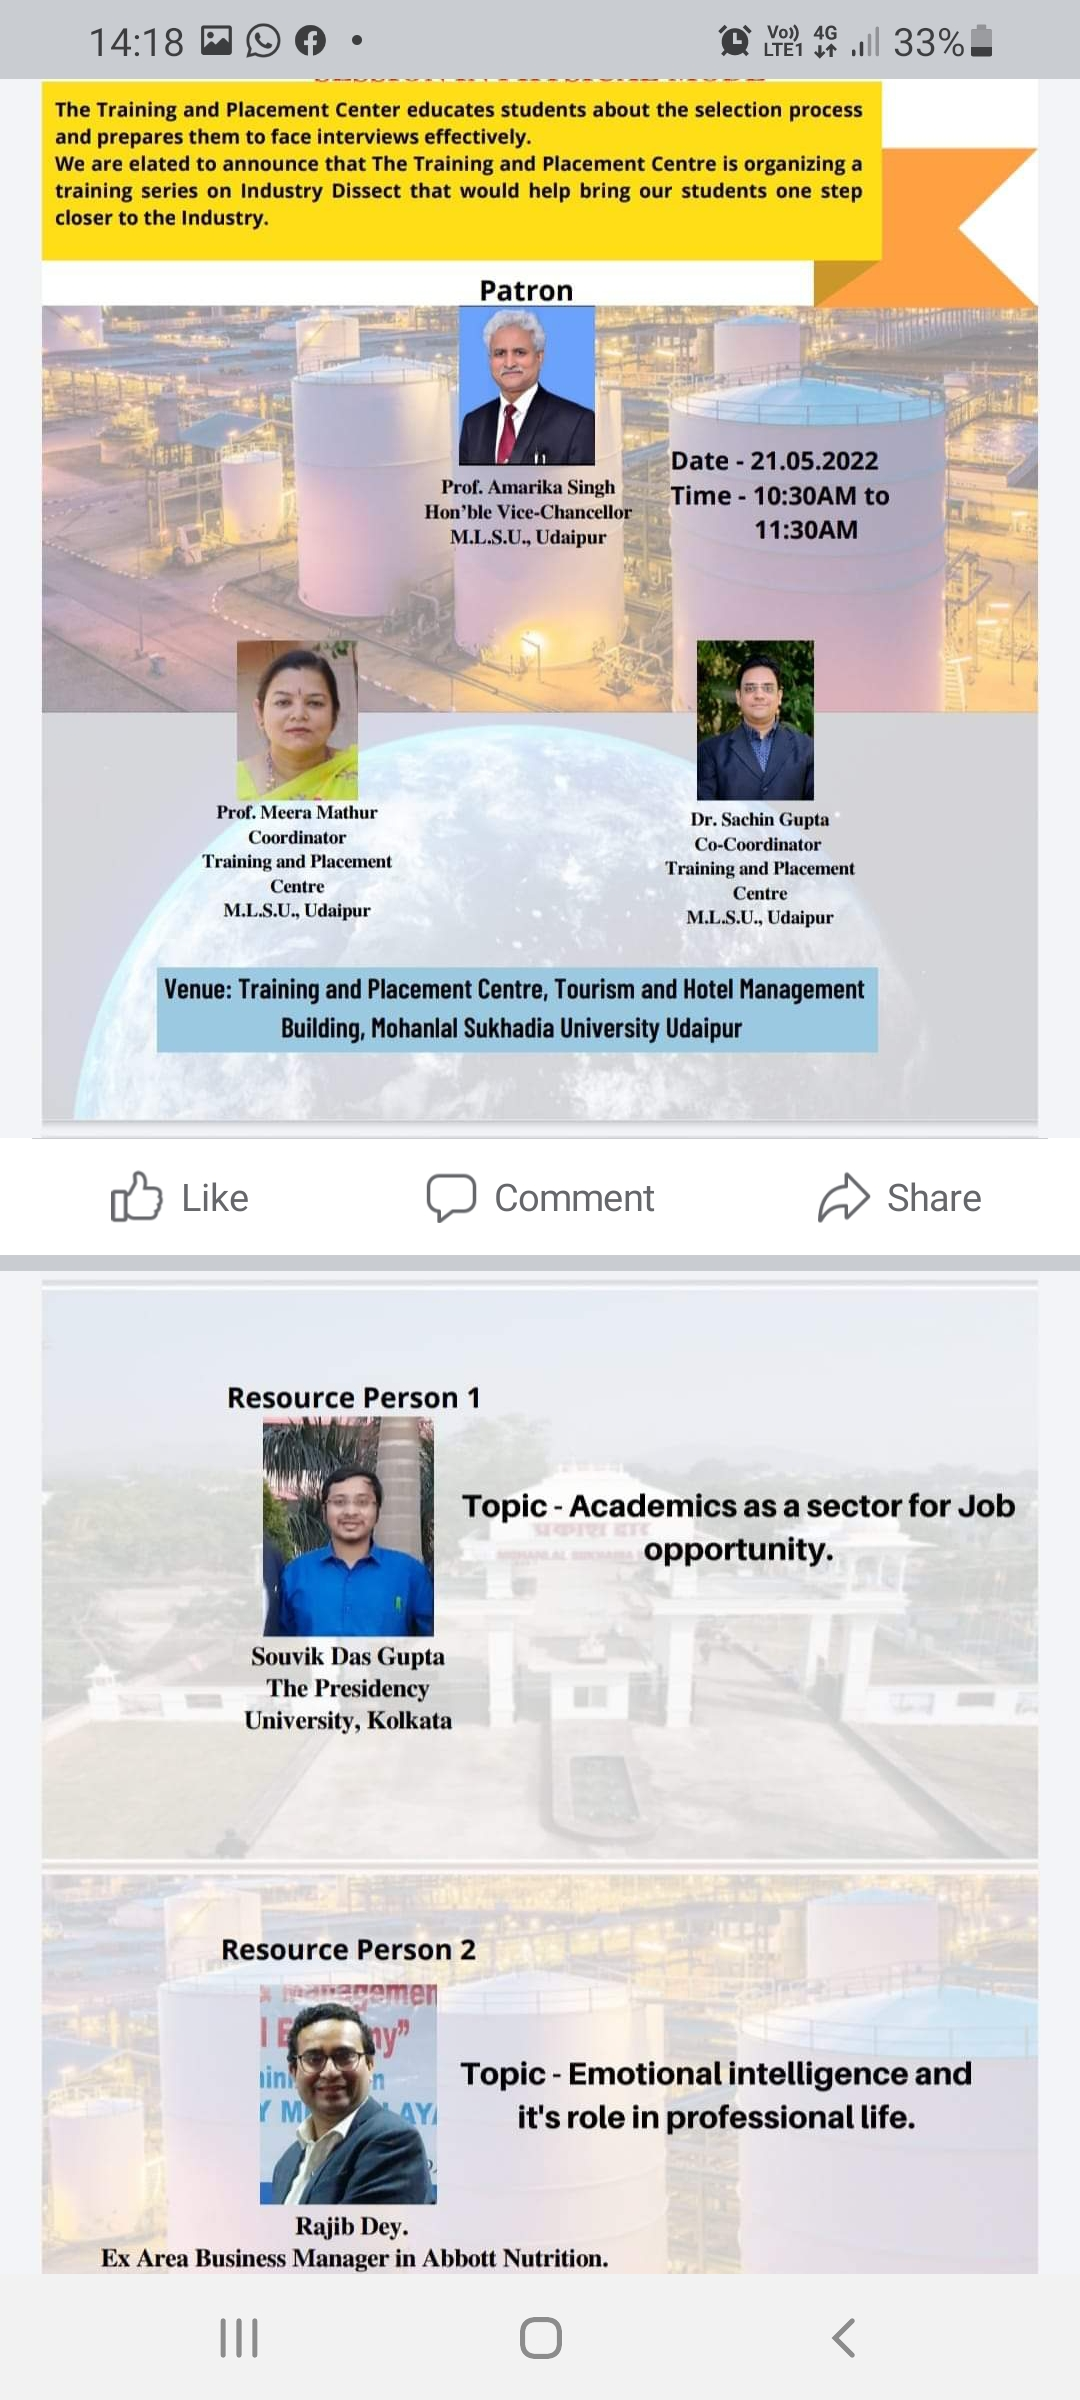 14:18
Vo)) 4G
LTE1
33%
The Training and Placement Center educates students about the selection process
and prepares them to face interviews effectively.
We are elated to announce that The Training and Placement Centre is organizing a
training series on Industry Dissect that would help bring our students one step
closer to the Industry.
Patron
Prof. Amarika Singh
Hon'ble Vice-Chancellor
M.L.S.U., Udaipur
Date - 21.05.2022
Time - 10:30AM to
11:30AM
Prof. Meera Mathur
Coordinator
Training and Placement
Centre
M.L.S.U., Udaipur
Dr. Sachin Gupta
Co-Coordinator
Training and Placement
Centre
M.L.S.U., Udaipur
Venue: Training and Placement Centre, Tourism and Hotel Management
Building, Mohanlal Sukhadia University Udaipur
Like
Comment
Share
Resource Person 1
Topic - Academics as a sector for Job
opportunity.
Souvik Das Gupta
The Presidency
University, Kolkata
Resource Person 2
Topic - Emotional intelligence and
it's role in professional life.
Rajib Dey.
Ex Area Business Manager in Abbott Nutrition.